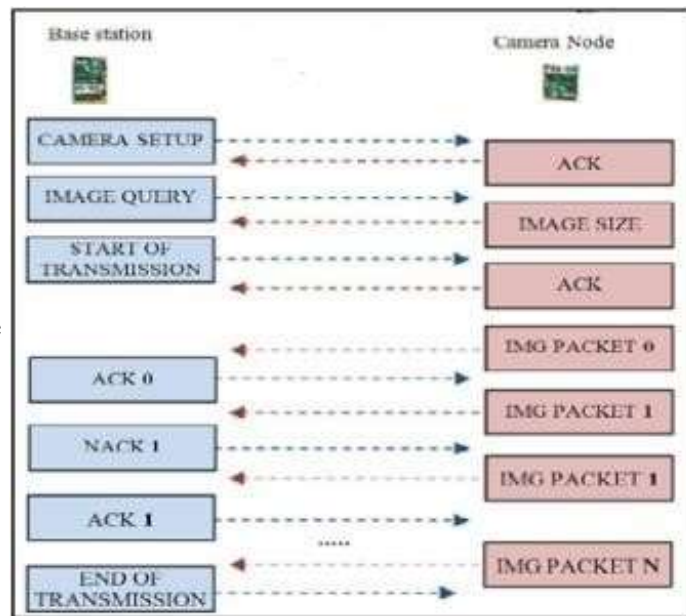 Base station
Camera Node
CAMERA SETUP
ACK
IMAGE QUERY
IMAGE SIZE
START OF
TRANSMISSION
ACK
IMG PACKET 0
ACK 0
IMG PACKET 1
NACK 1
IMG PACKET 1
ACK 1
.....
IMG PACKET N
END OF
TRANSMISSION